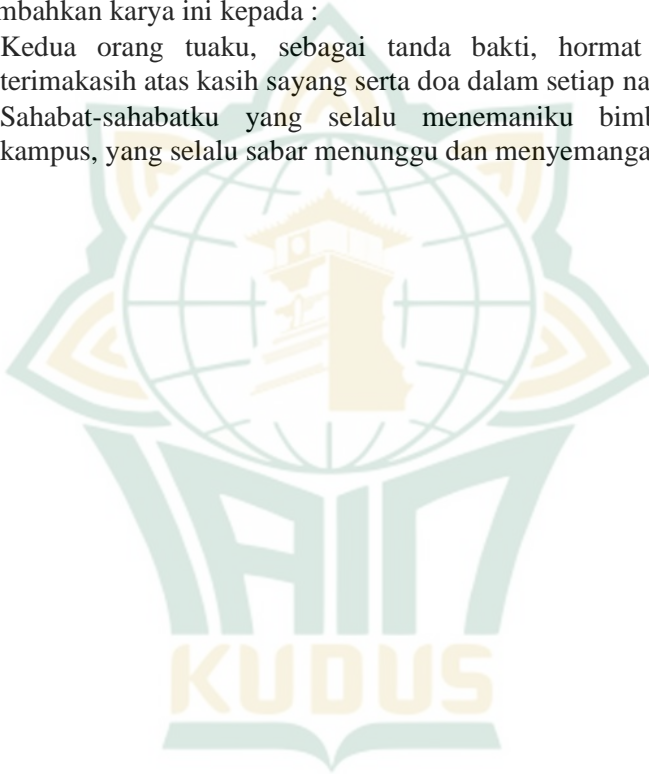 mbahkan karya ini kepada :
Kedua orang tuaku, sebagai tanda bakti, hormat
terimakasih atas kasih sayang serta doa dalam setiap na
Sahabat-sahabatku yang selalu menemaniku bimb
kampus, yang selalu sabar menunggu dan menyemanga
IAIN
KUDUS